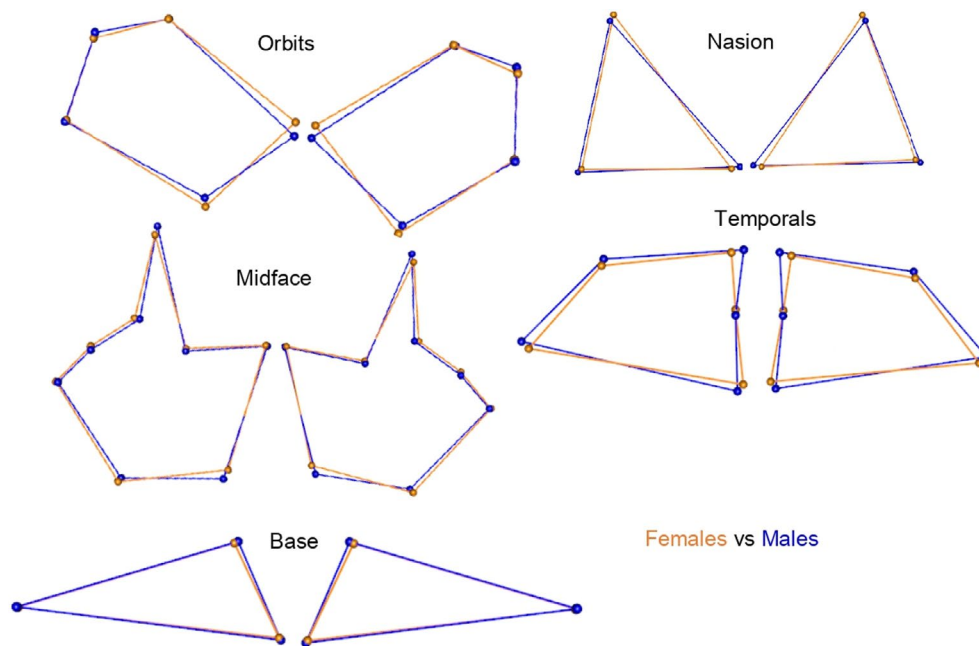 Orbits
Nasion
Temporals
Midface
Base
Females vs Males